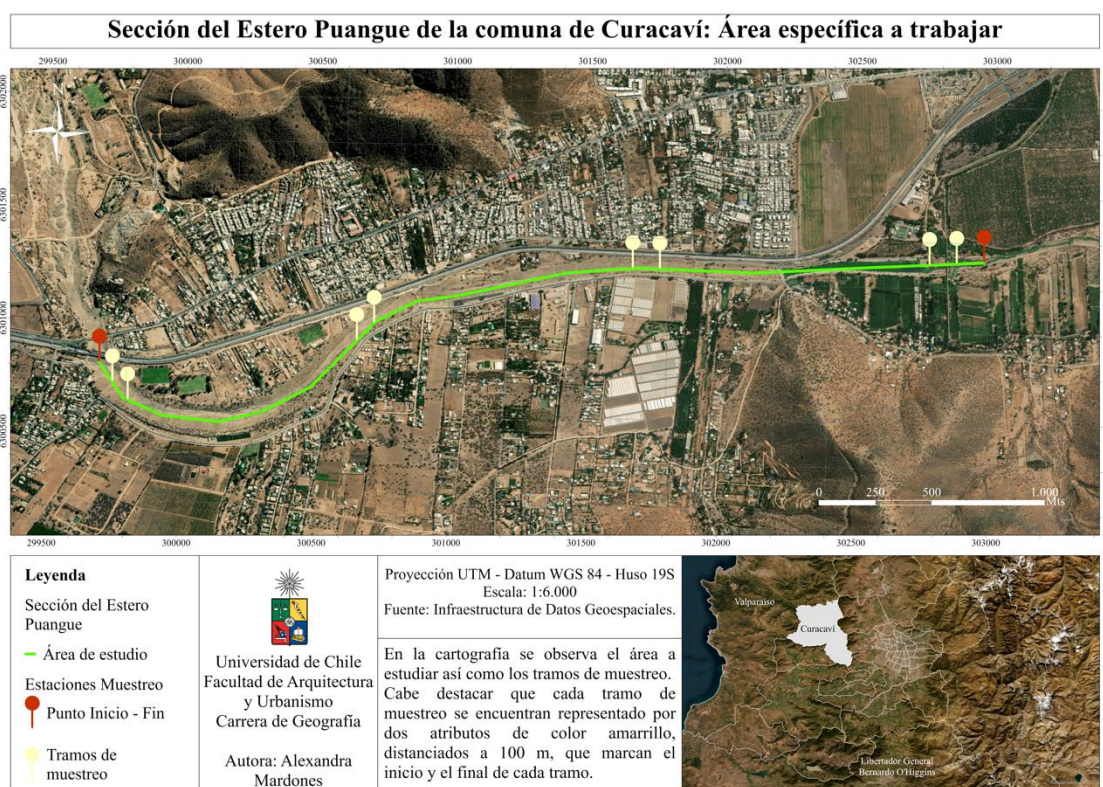 Sección del Estero Puangue de la comuna de Curacaví: Área específica a trabajar
299500 300000 300500 301000 301500 302000 302500 303000
6302000
6301500
6301000
6300500
N
0 250 500 1.000
Mts
299500 300000 300500 301000 301500 302000 302500 303000
Leyenda
Sección del Estero
Puangue
Área de estudio
Estaciones Muestreo
Punto Inicio - Fin
Tramos de
muestreo
Universidad de Chile
Facultad de Arquitectura
y Urbanismo
Carrera de Geografía
Autora: Alexandra
Mardones
Proyección UTM - Datum WGS 84 - Huso 19S
Escala: 1:6.000
Fuente: Infraestructura de Datos Geoespaciales.
En la cartografía se observa el área a
estudiar así como los tramos de muestreo.
Cabe destacar que cada tramo de
muestreo se encuentran representado por
dos atributos de color amarrillo,
distanciados a 100 m, que marcan el
inicio y el final de cada tramo.
Valparaíso
Curacaví
Libertador General
Bernardo O'Higgins